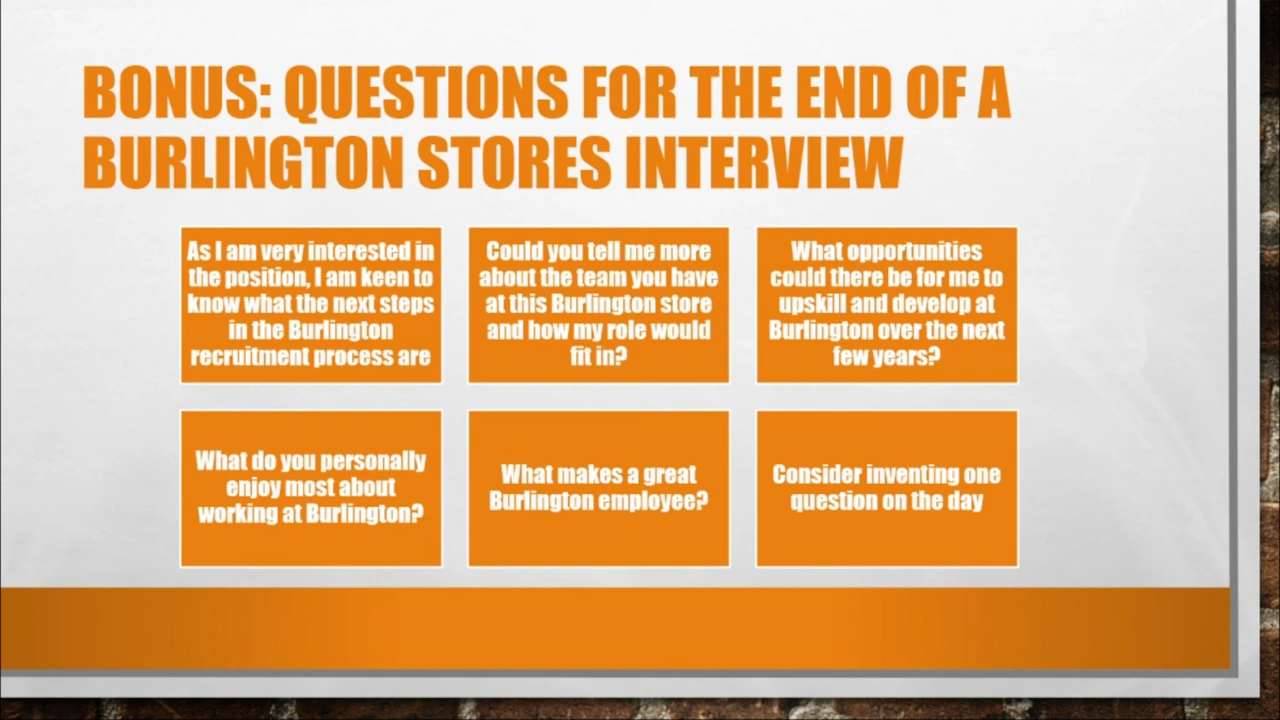 BONUS: QUESTIONS FOR THE END OF A
BURLINGTON STORES INTERVIEW
As I am very interested in
the position, I am keen to
know what the next steps
in the Burlington
recruitment process are
Could you tell me more
about the team you have
at this Burlington store
and how my role would
fit in?
What opportunities
could there be for me to
upskill and develop at
Burlington over the next
few years?
What do you personally
enjoy most about
working at Burlington?
What makes a great
Burlington employee?
Consider inventing one
question on the day